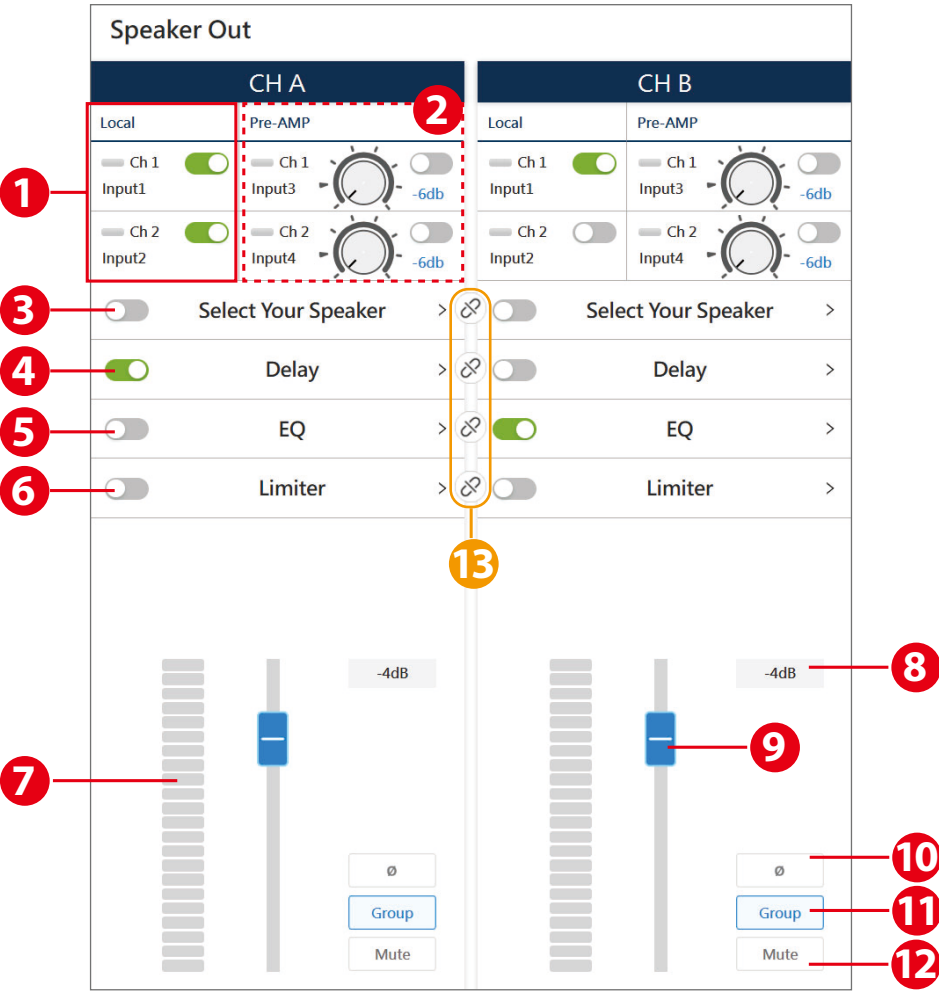 Speaker Out
CH A CH B
2
Local Pre-AMP Local Pre-AMP
Ch 1 Ch 1 Ch 1 Ch 1
1
Input1 Input3 -6db Input1 Input3 -6db
Ch 2 Ch 2 Ch 2 Ch 2
Input2 Input4 -6db Input2 Input4 -6db
3 Select Your Speaker > Select Your Speaker >
4 Delay > Delay >
5 EQ > EQ >
6 Limiter > Limiter >
13
-4dB -4dB 8
9
7
ø ø 10
Group Group 11
Mute Mute 12